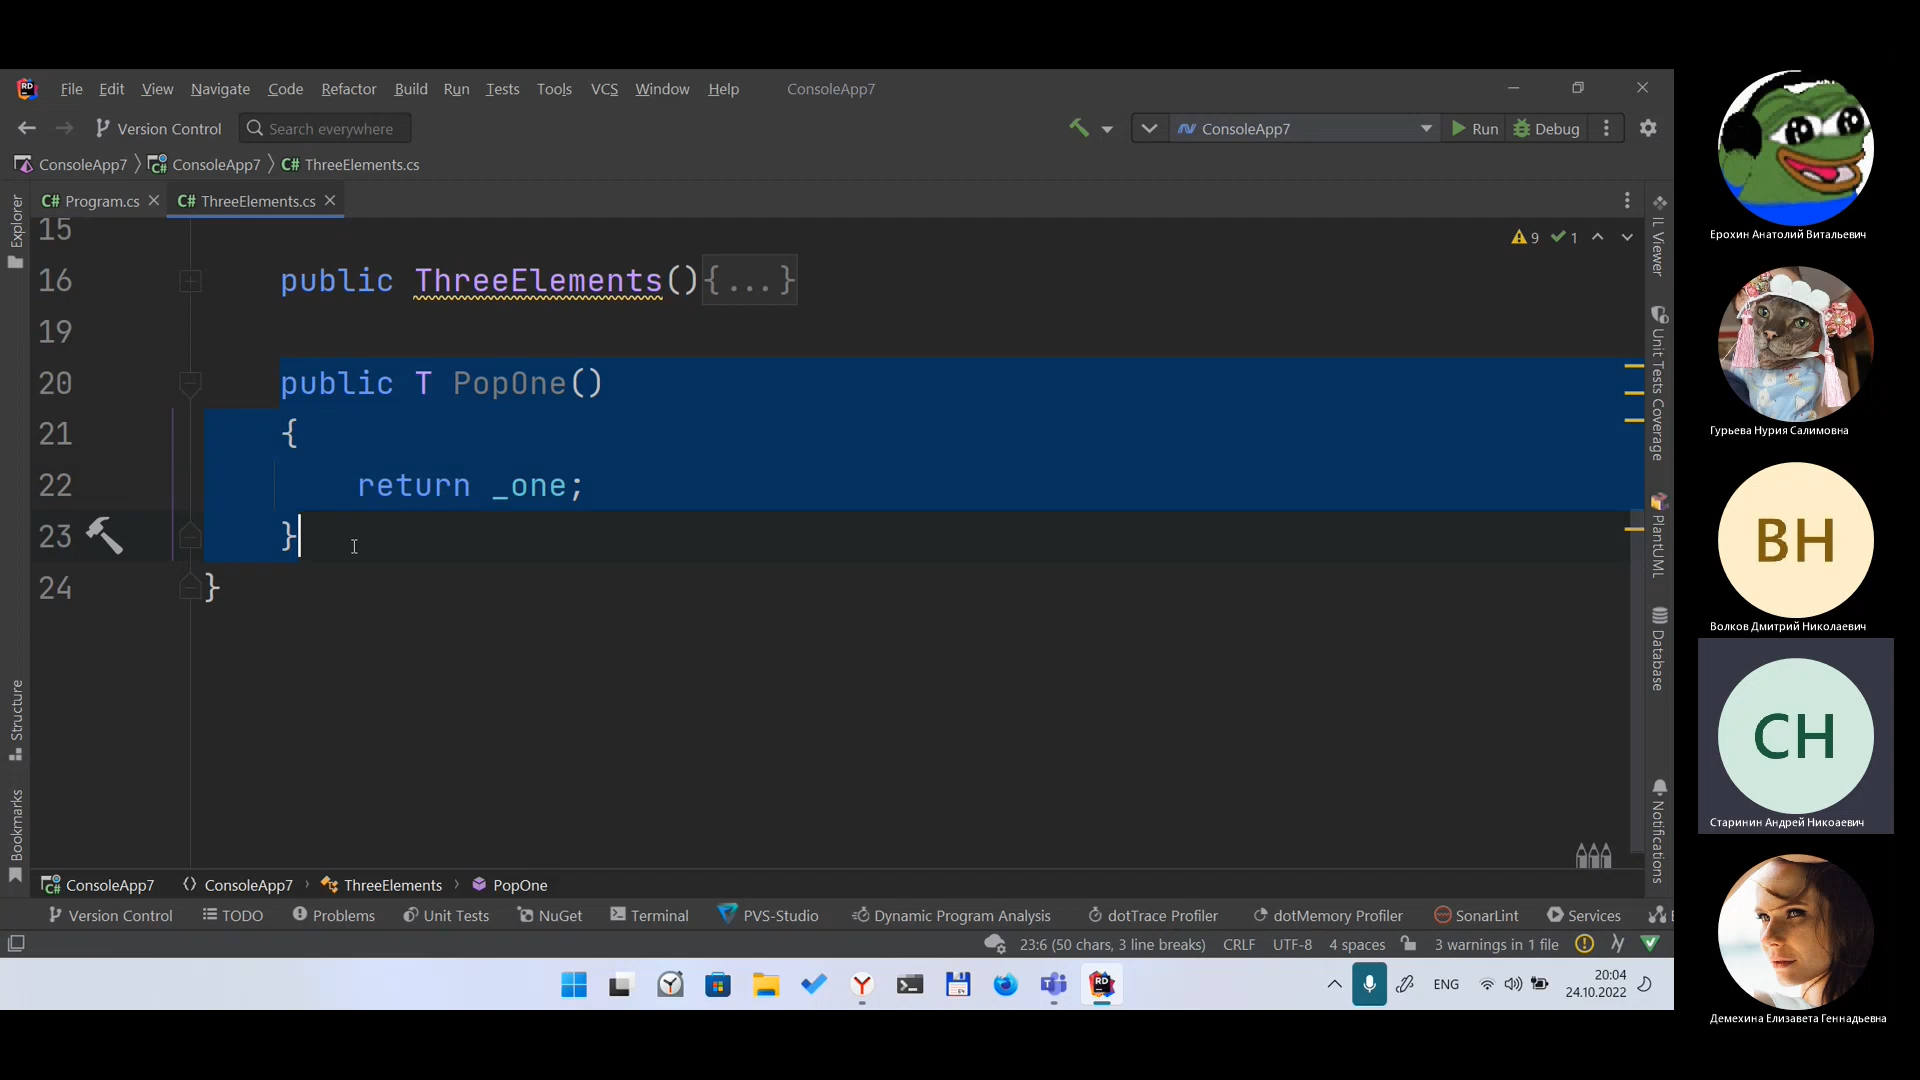 File Edit View Navigate Code Refactor Build Run Tests Tools VCS Window Help ConsoleApp7
Version Control Search everywhere ConsoleApp7 Run Debug
ConsoleApp7 ConsoleApp7 C# ThreeElements.cs
C# Program.cs C# ThreeElements.cs
Explorer
Structure
Bookmarks
9 1
15
16 public ThreeElements(){...}
19
20 public T PopOne()
21 {
22 return _one;
23 }
24 }
IL Viewer
Unit Tests Coverage
PlantUML
Database
Notifications
ConsoleApp7 ConsoleApp7 ThreeElements PopOne
Version Control TODO Problems Unit Tests NuGet Terminal PVS-Studio Dynamic Program Analysis dotTrace Profiler dotMemory Profiler SonarLint Services
23:6 (50 chars, 3 line breaks) CRLF UTF-8 4 spaces 3 warnings in 1 file
ENG 20:04
24.10.2022
Ерохин Анатолий Витальевич
Гурьева Нурия Салимовна
ВН
Волков Дмитрий Николаевич
СН
Старинин Андрей Никоаевич
Демехина Елизавета Геннадьевна